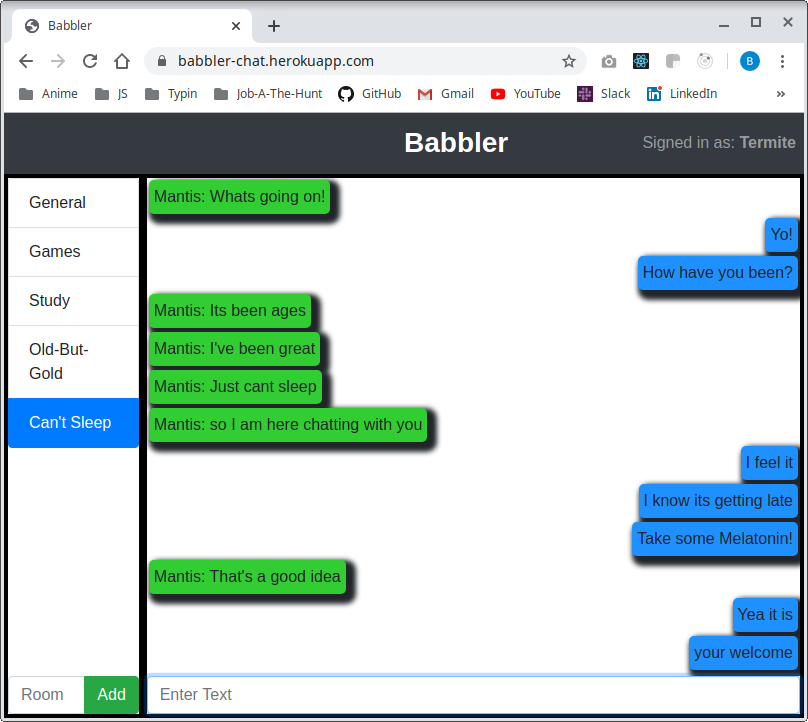 Babbler
babbler-chat.herokuapp.com
B
Anime JS Typin Job-A-The-Hunt GitHub Gmail YouTube Slack LinkedIn »
Babbler
Signed in as: Termite
General
Games
Study
Old-But-
Gold
Can't Sleep
Mantis: Whats going on!
Yo!
How have you been?
Mantis: Its been ages
Mantis: I've been great
Mantis: Just cant sleep
Mantis: so I am here chatting with you
I feel it
I know its getting late
Take some Melatonin!
Mantis: That's a good idea
Yea it is
your welcome
Room Add
Enter Text